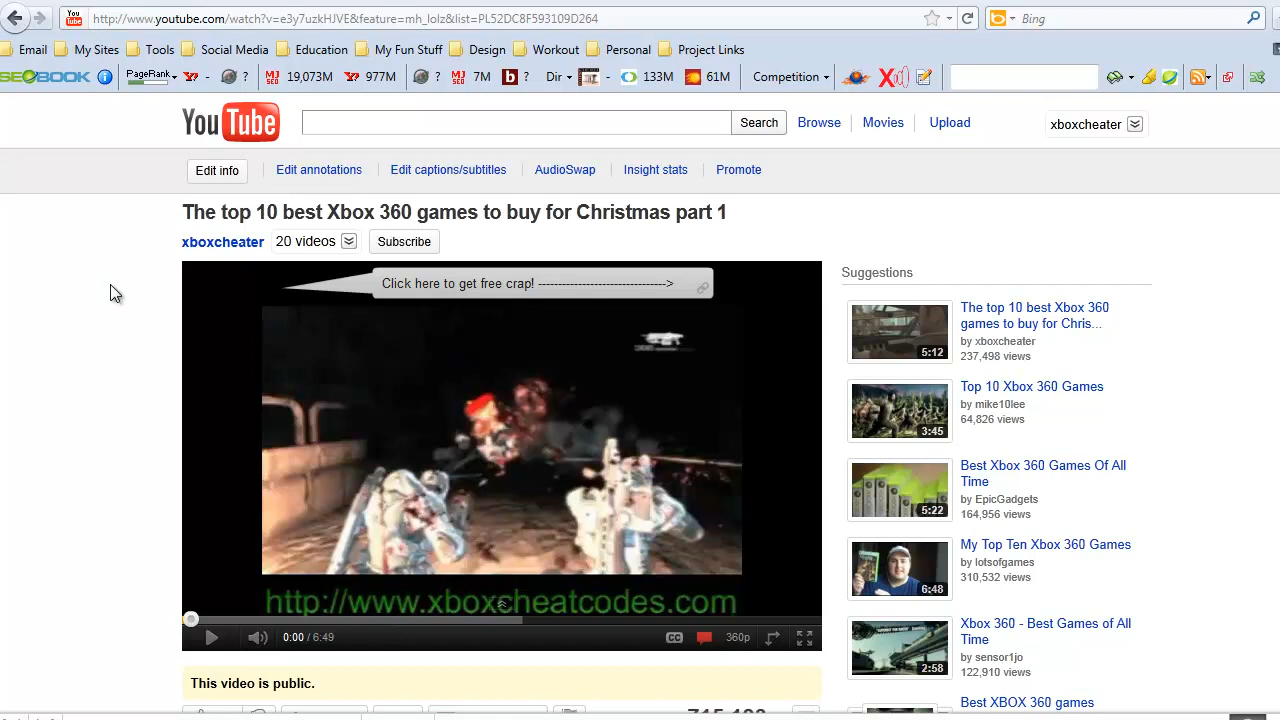 http://www.youtube.com/watch?v=e3y7uzkHJVE&feature=mh_lolz&list=PL52DC8F593109D264
Bing
Email My Sites Tools Social Media Education My Fun Stuff Design Workout Personal Project Links
SEOBOOK PageRank - ? MJ SEO 19,073M 977M ? MJ SEO 7M b ? Dir - 133M 61M Competition
YouTube Search Browse Movies Upload xboxcheater
Edit info Edit annotations Edit captions/subtitles AudioSwap Insight stats Promote
The top 10 best Xbox 360 games to buy for Christmas part 1
xboxcheater 20 videos Subscribe
Click here to get free crap! -------------------------------->
http://www.xboxcheatcodes.com
0:00 / 6:49 CC 360p
This video is public.
Suggestions
The top 10 best Xbox 360
games to buy for Chris...
by xboxcheater
237,498 views
5:12
Top 10 Xbox 360 Games
by mike10lee
64,826 views
3:45
Best Xbox 360 Games Of All
Time
by EpicGadgets
164,956 views
5:22
My Top Ten Xbox 360 Games
by lotsofgames
310,532 views
6:48
Xbox 360 - Best Games of All
Time
by sensor1jo
122,910 views
2:58
Best XBOX 360 games